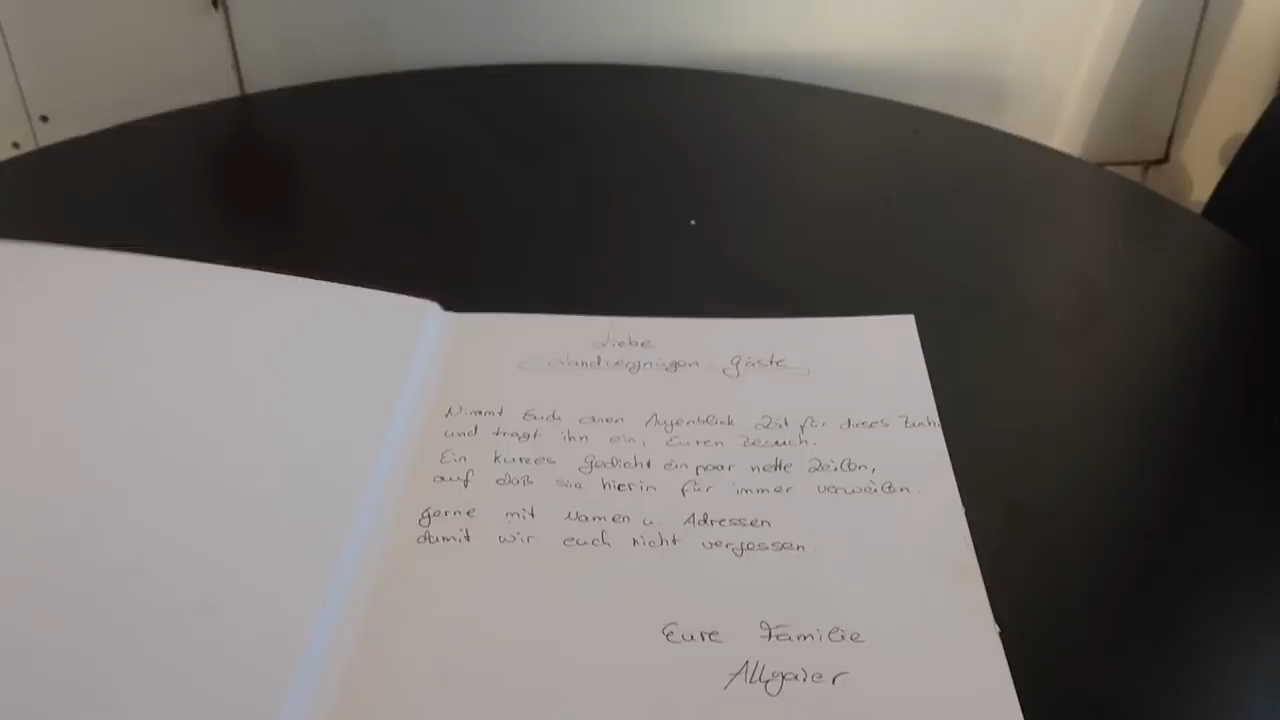 Liebe
Landvergnügen Gäste,
Nimmt Euch einen Augenblick Zeit für dieses
und tragt ihn ein, Euren Besuch.
Ein kurzes Gedicht ein paar nette Zeilen,
auf daß sie hierin für immer verweilen.
Gerne mit Namen u. Adressen
damit wir euch nicht vergessen
Eure Familie
Allgaier